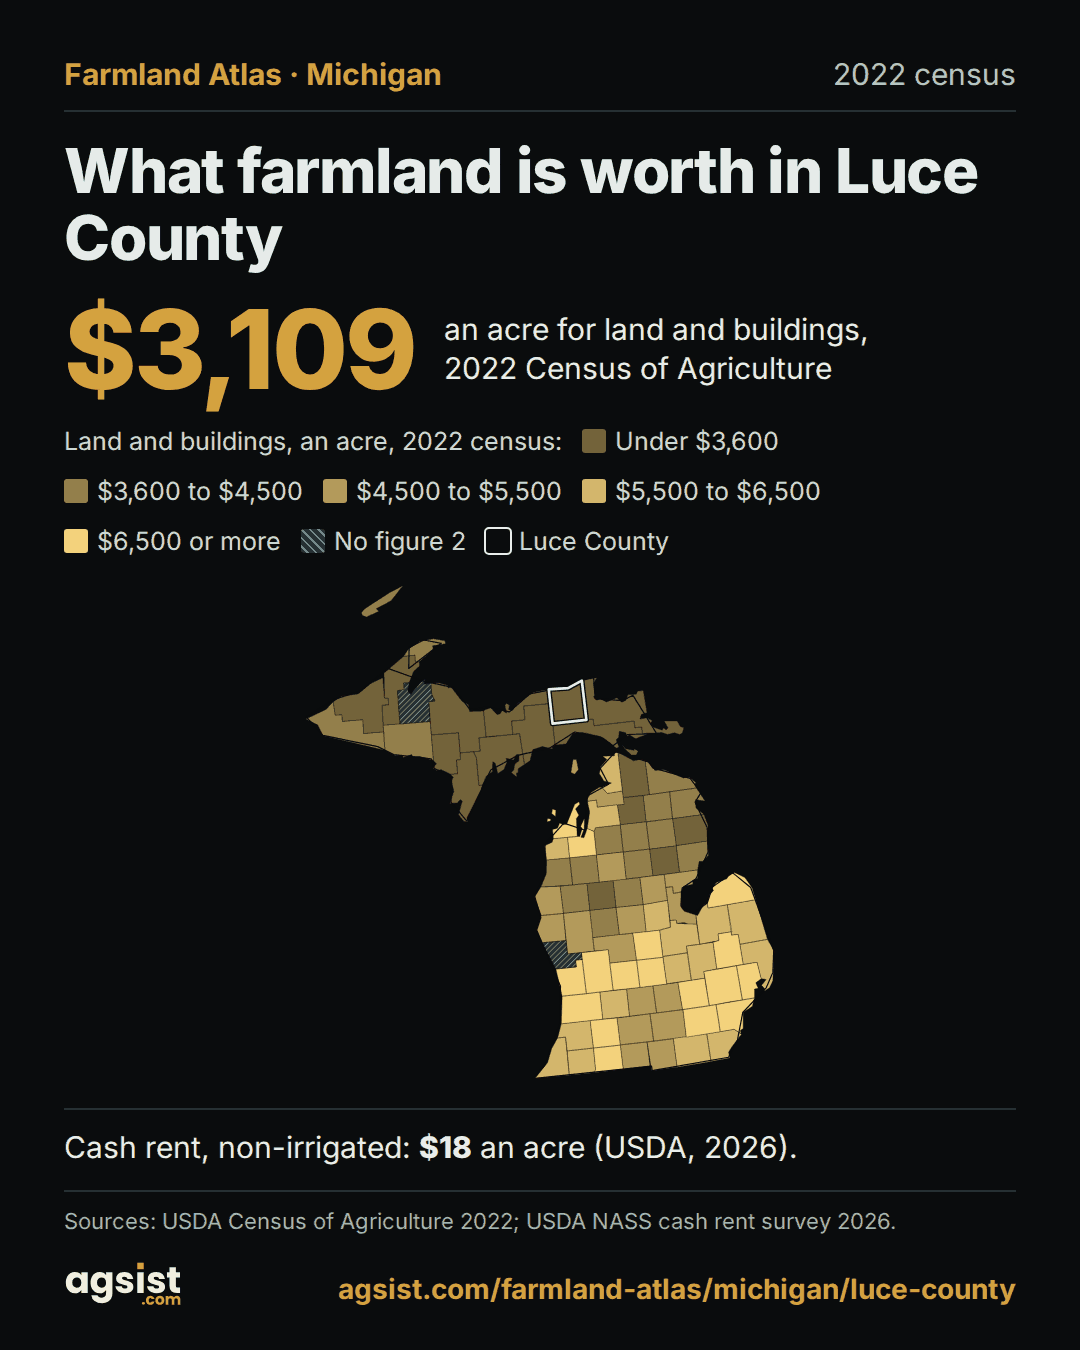 Farmland Atlas · Michigan
2022 census
What farmland is worth in Luce
County
$3,109
an acre for land and buildings,
2022 Census of Agriculture
Land and buildings, an acre, 2022 census: Under $3,600
$3,600 to $4,500 $4,500 to $5,500 $5,500 to $6,500
$6,500 or more No figure 2 Luce County
Cash rent, non-irrigated: $18 an acre (USDA, 2026).
Sources: USDA Census of Agriculture 2022; USDA NASS cash rent survey 2026.
agsist
.com
agsist.com/farmland-atlas/michigan/luce-county